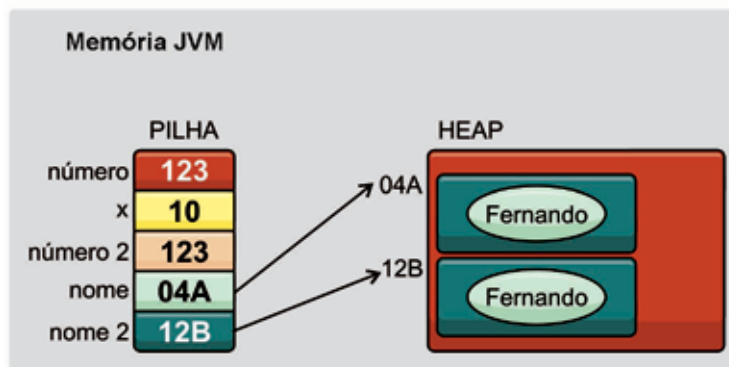 Memória JVM
PILHA
HEAP
número 123
x 10
número 2 123
nome 04A
nome 2 12B
04A Fernando
12B Fernando